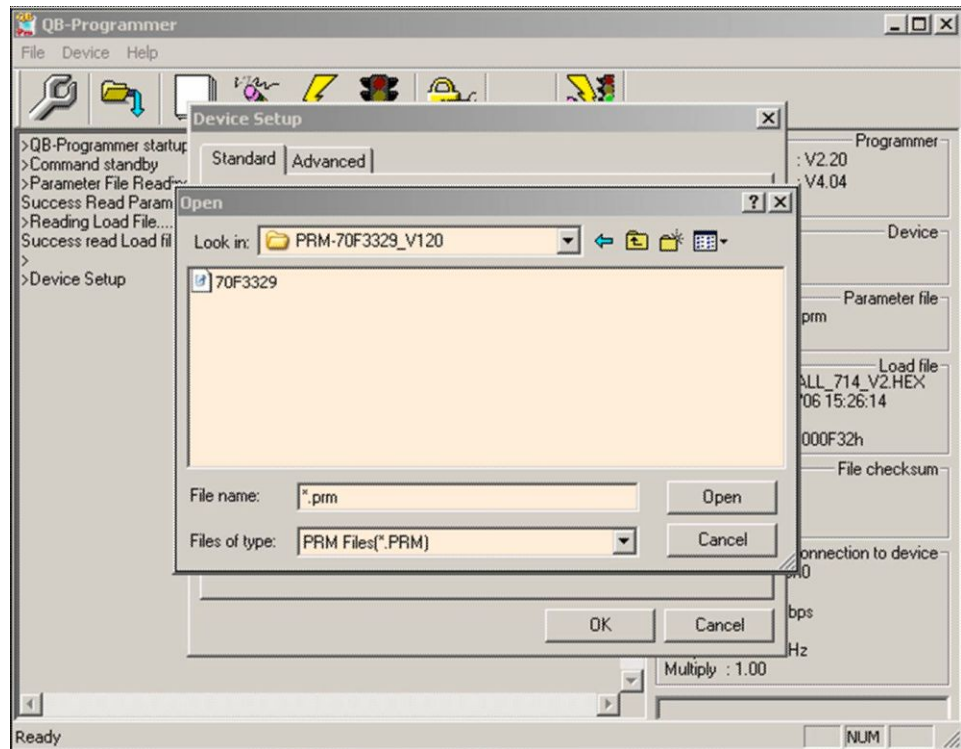 QB-Programmer
File Device Help
Device Setup
Standard Advanced
>QB-Programmer startup
>Command standby
>Parameter File Reading
Success Read Param
>Reading Load File....
Success read Load fil
>
>Device Setup
Open
Look in: PRM-70F3329_V120
70F3329
File name: *.prm
Open
Files of type: PRM Files(*.PRM)
Cancel
OK Cancel
Programmer
: V2.20
: V4.04
Device
Parameter file
prm
Load file
ALL_714_V2.HEX
'06 15:26:14
000F32h
File checksum
onnection to device
bps
Hz
Multiply : 1.00
Ready
NUM